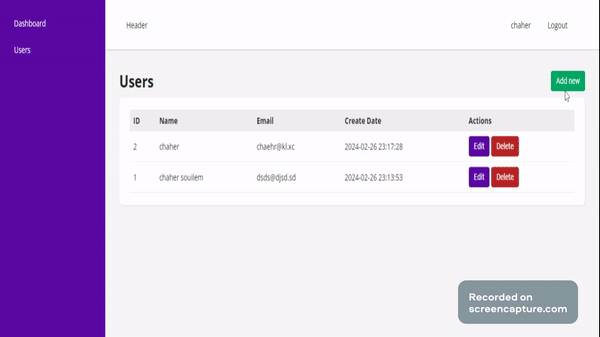 Dashboard
Users
Header
chaher
Logout
Users
Add new
ID Name Email Create Date Actions
2 chaher chaehr@kl.xc 2024-02-26 23:17:28 Edit Delete
1 chaher souilem dsds@djsd.sd 2024-02-26 23:13:53 Edit Delete
Recorded on
screencapture.com